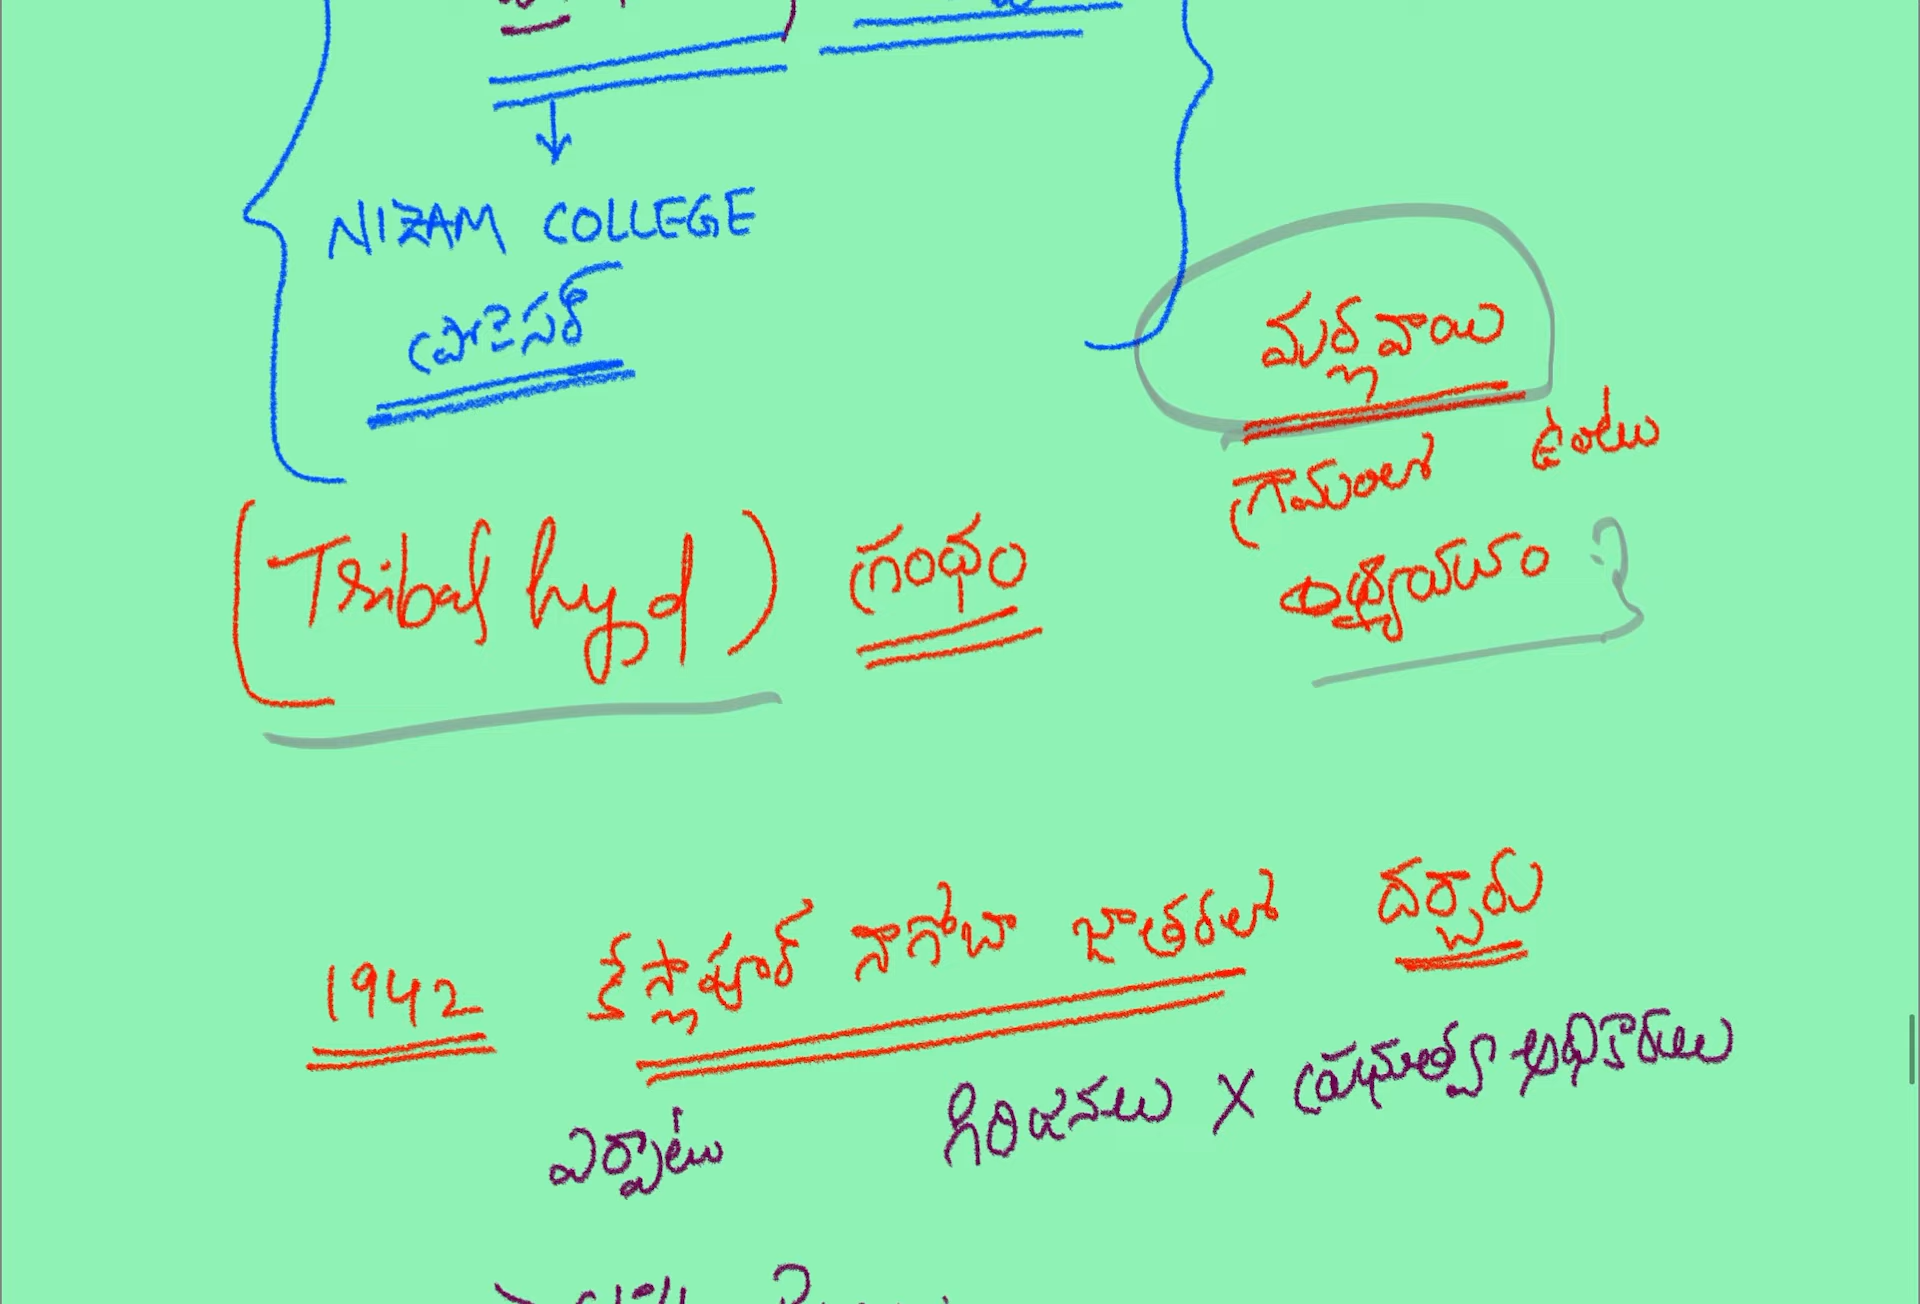 NIZAM COLLEGE
ప్రొఫెసర్
మర్లవాయి
గ్రామంలో ఉంటు
అధ్యయనం
(Tribal hyd) గ్రంథం
1942 కేస్లాపూర్ నాగోబా జాతరలో దర్బారు
ఏర్పాటు గిరిజనులు X ప్రభుత్వ అధికారులు